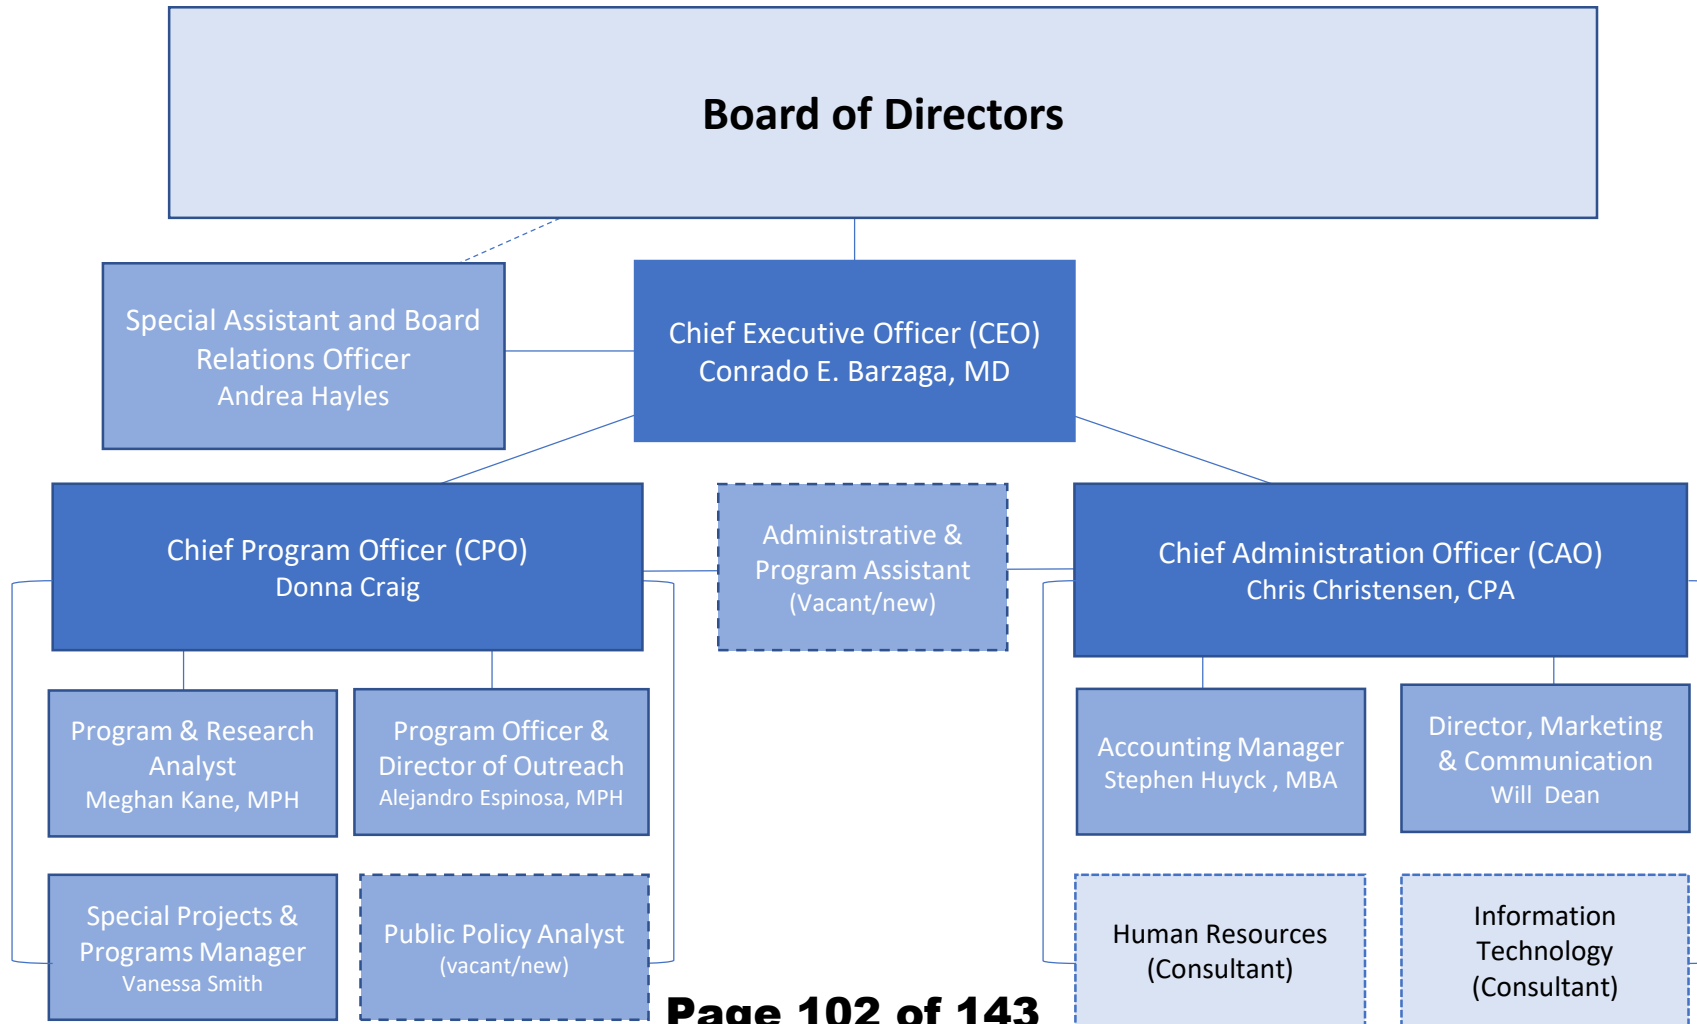 Board of Directors
Special Assistant and Board
Relations Officer
Andrea Hayles
Chief Executive Officer (CEO)
Conrado E. Barzaga, MD
Chief Program Officer (CPO)
Donna Craig
Administrative &
Program Assistant
(Vacant/new)
Chief Administration Officer (CAO)
Chris Christensen, CPA
Program & Research
Analyst
Meghan Kane, MPH
Program Officer &
Director of Outreach
Alejandro Espinosa, MPH
Accounting Manager
Stephen Huyck , MBA
Director, Marketing
& Communication
Will  Dean
Special Projects &
Programs Manager
Vanessa Smith
Public Policy Analyst
(vacant/new)
Human Resources
(Consultant)
Information
Technology
(Consultant)
Page 102 of 143